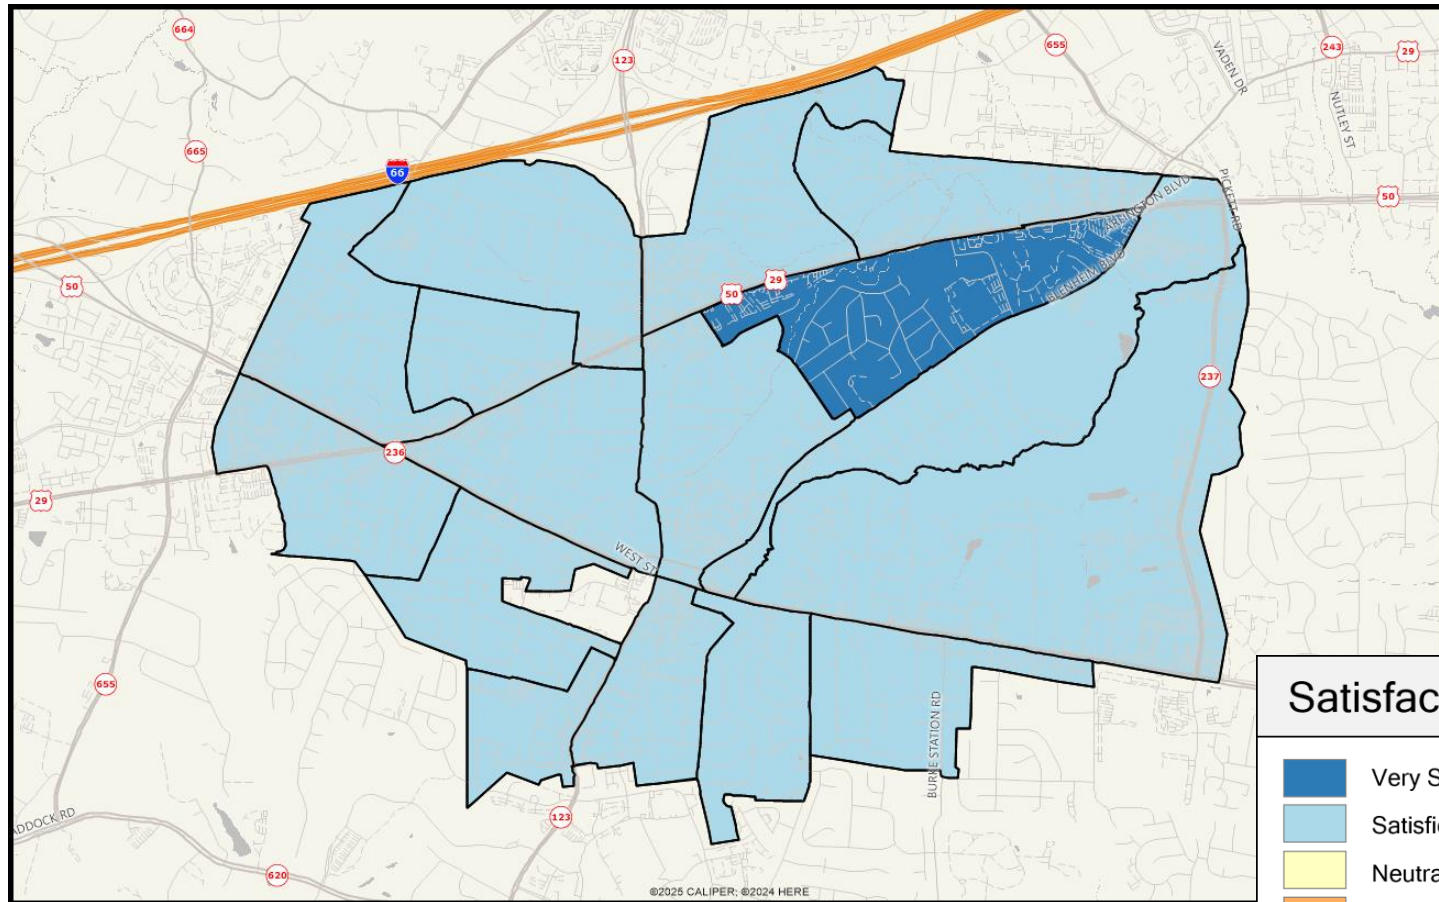 664
123
655
VADEN DR
243
29
NUTLEY ST
665
66
PICKETT RD
50
ARLINGTON BLVD
50
29
50
BLENHEIM BLVD
237
236
29
WEST ST
655
BURKE STATION RD
123
ADDOCK RD
620
©2025 CALIPER; ©2024 HERE
Satisfac
Very S
Satisfie
Neutra